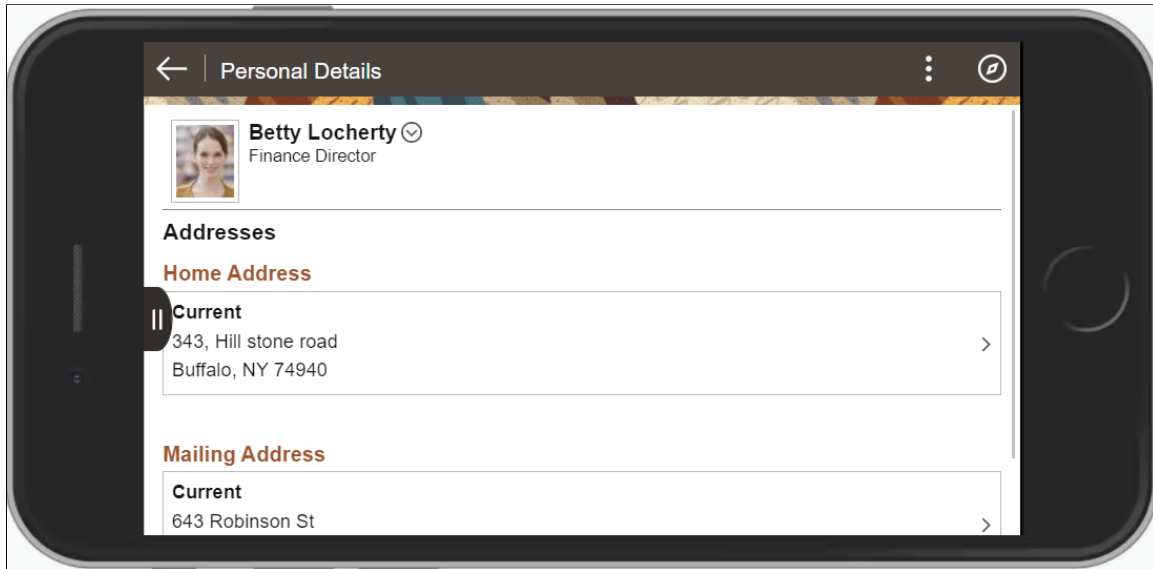 Personal Details
Betty Locherty
Finance Director
Addresses
Home Address
Current
343, Hill stone road
Buffalo, NY 74940
Mailing Address
Current
643 Robinson St